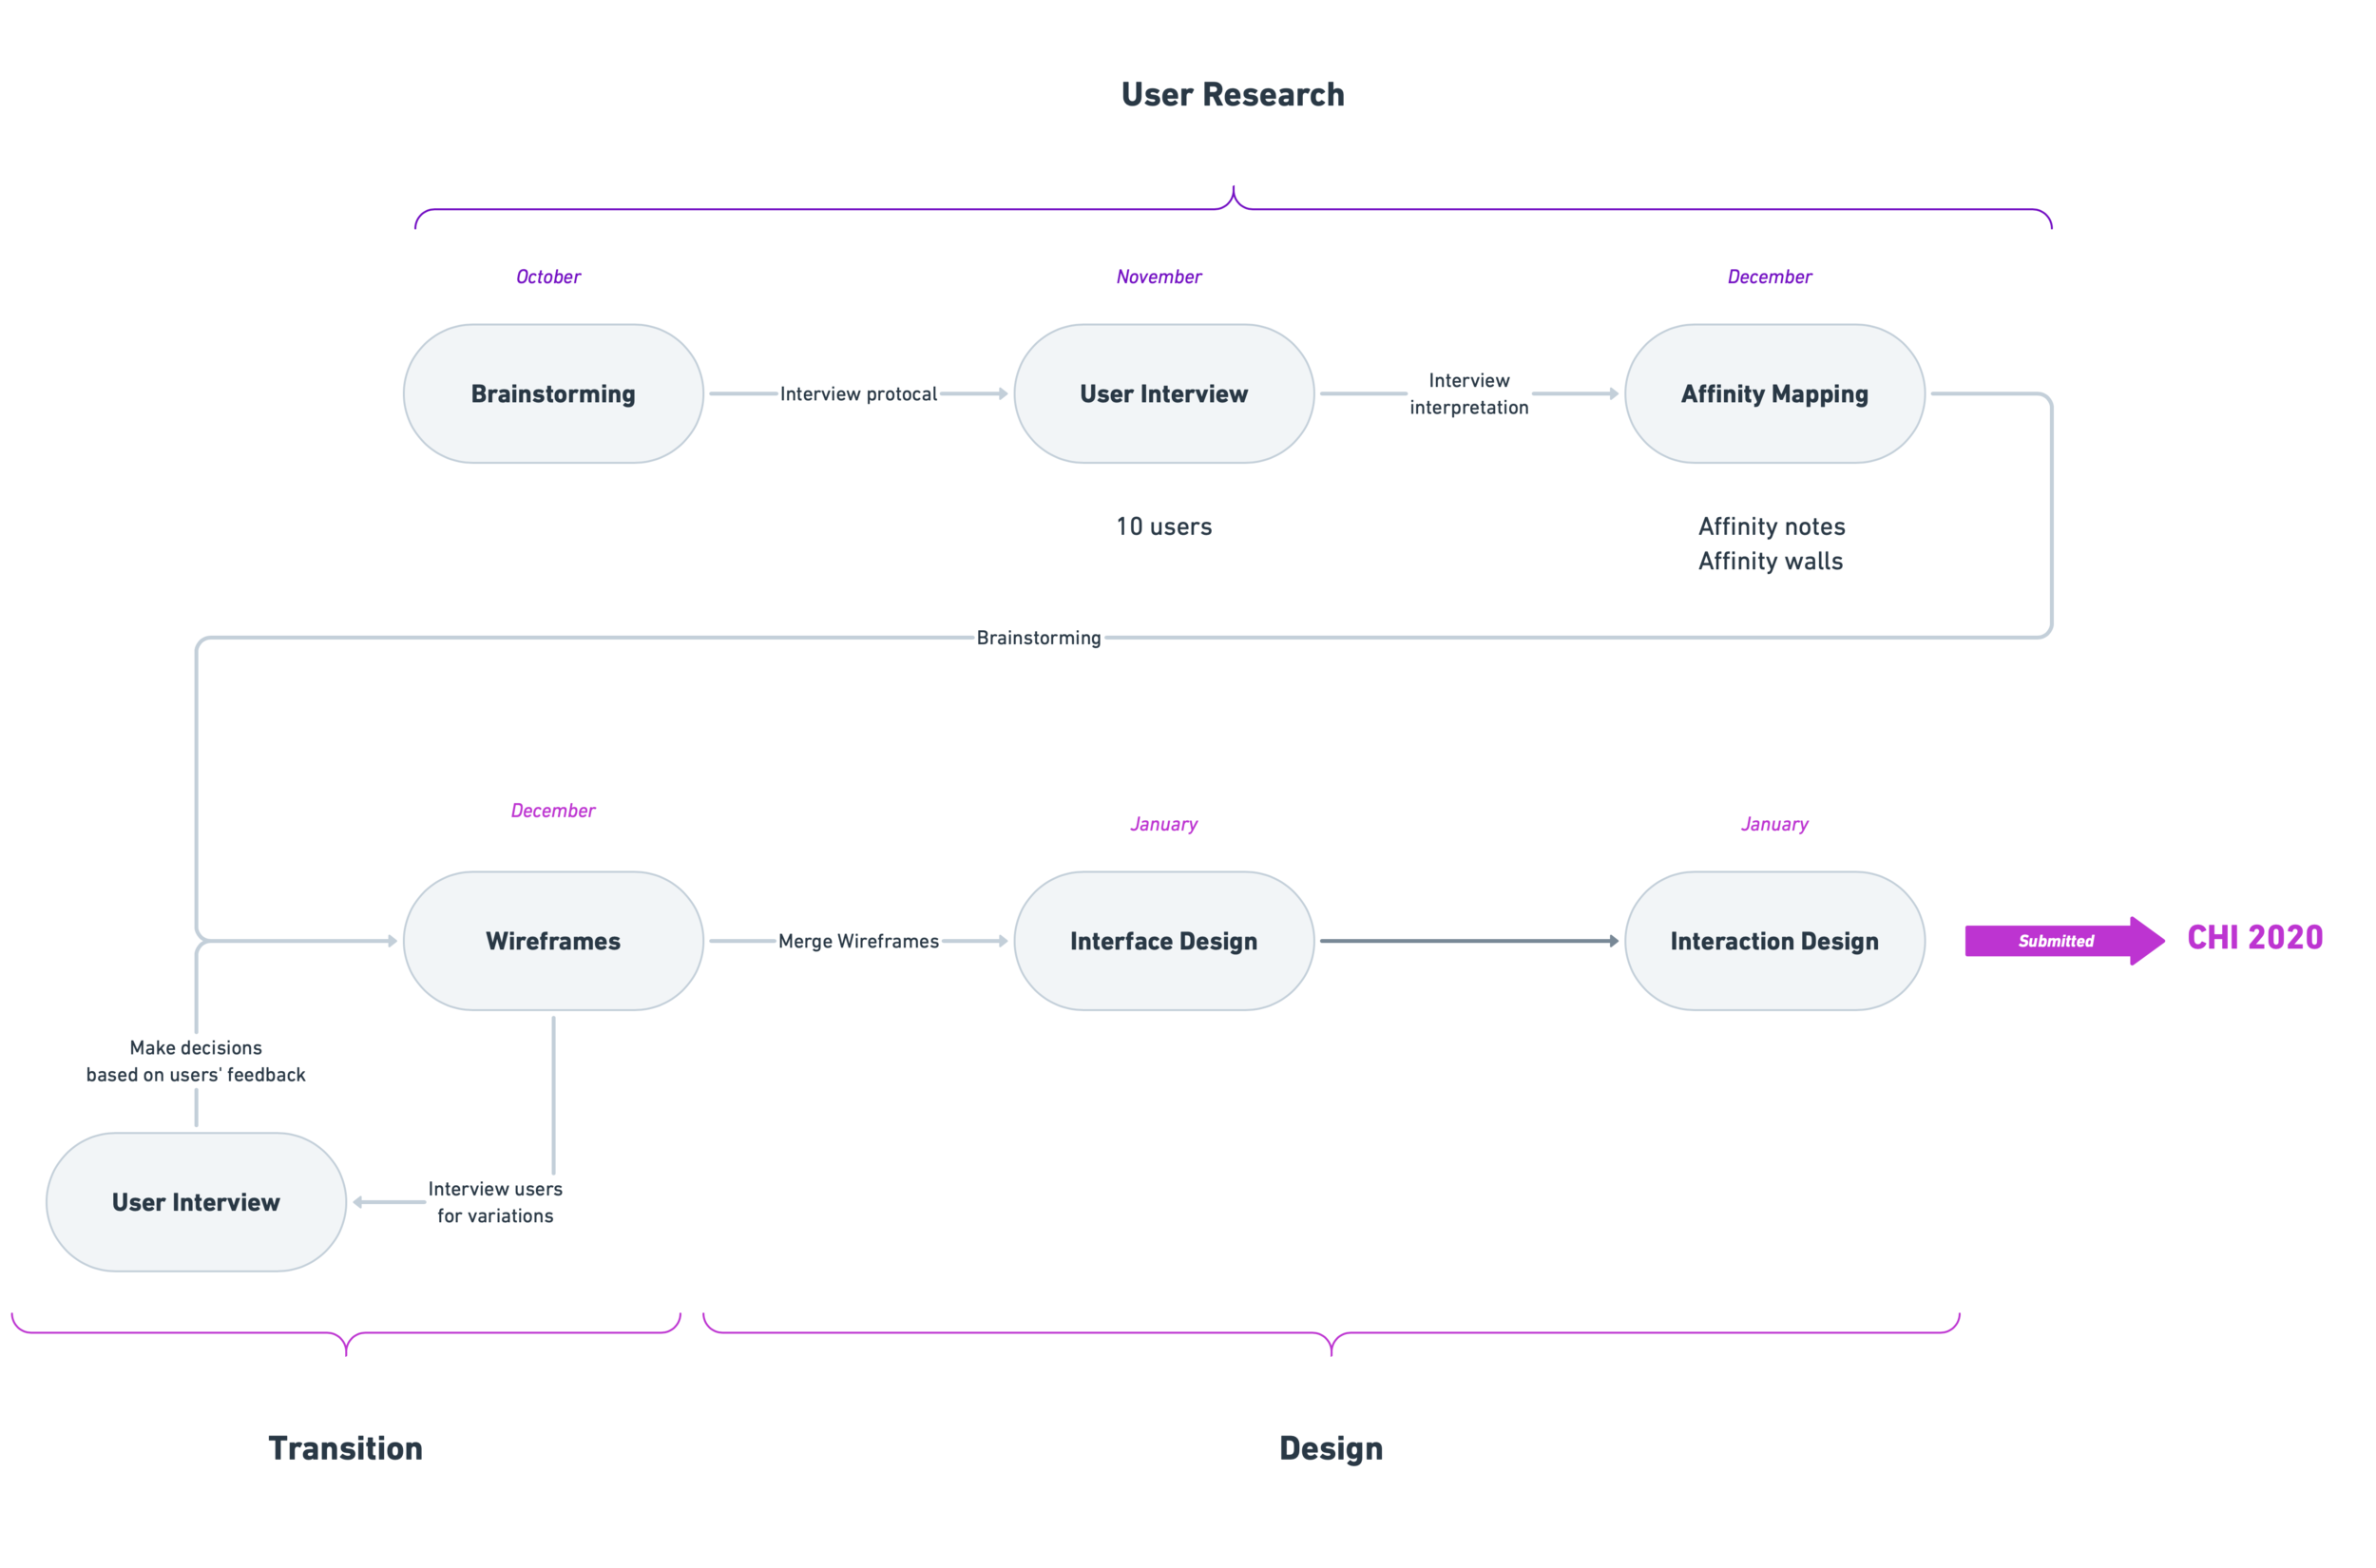 User Research
October
November
December
Brainstorming
Interview protocal
User Interview
Interview
interpretation
Affinity Mapping
10 users
Affinity notes
Affinity walls
Brainstorming
December
January
January
Wireframes
Merge Wireframes
Interface Design
Interaction Design
Submitted
CHI 2020
Make decisions
based on users' feedback
User Interview
Interview users
for variations
Transition
Design